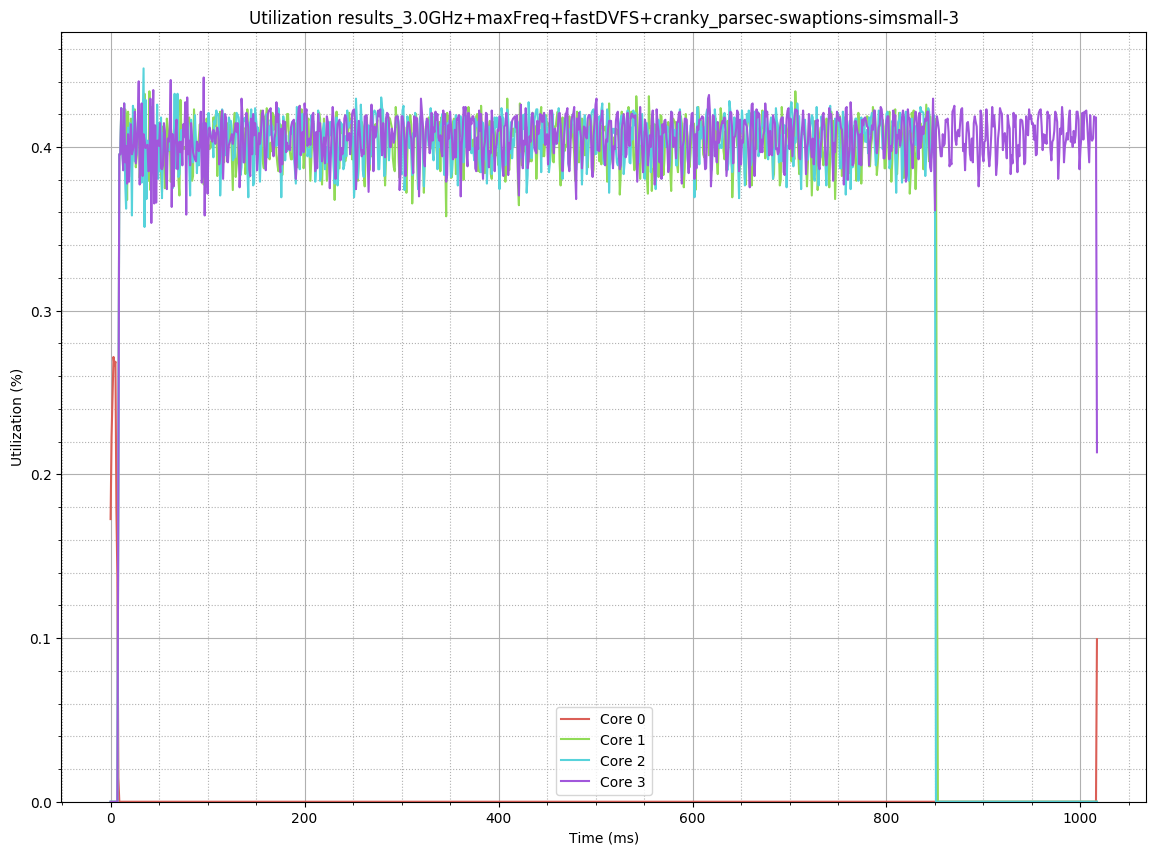 Utilization results_3.0GHz+maxFreq+fastDVFS+cranky_parsec-swaptions-simsmall-3
Utilization (%)
0.4
0.3
0.2
0.1
0.0
Core 0
Core 1
Core 2
Core 3
0 200 400 600 800 1000
Time (ms)